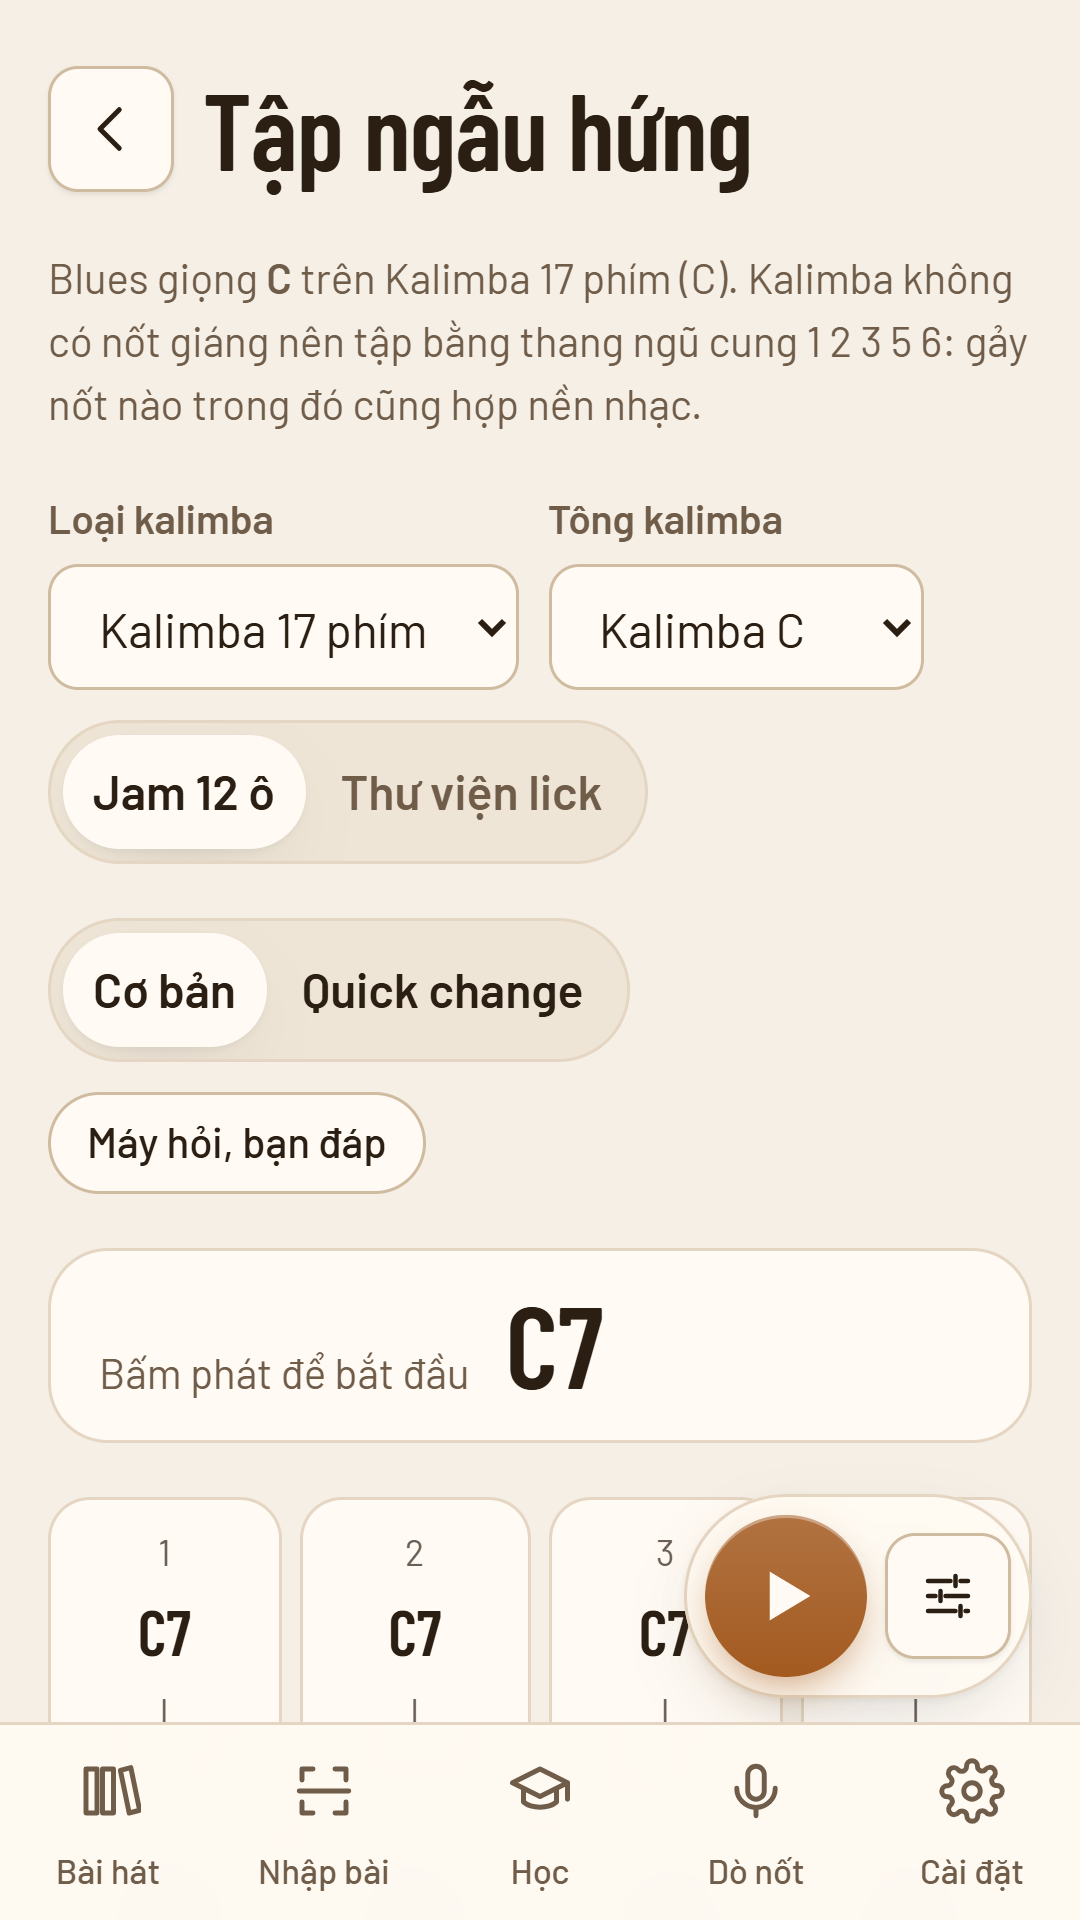 Tập ngẫu hứng
Blues giọng C trên Kalimba 17 phím (C). Kalimba không
có nốt giáng nên tập bằng thang ngũ cung 1 2 3 5 6: gảy
nốt nào trong đó cũng hợp nền nhạc.
Loại kalimba
Tông kalimba
Kalimba 17 phím
Kalimba C
Jam 12 ô
Thư viện lick
Cơ bản
Quick change
Máy hỏi, bạn đáp
Bấm phát để bắt đầu C7
1
2
3
C7
C7
C7
I
I
I
I
Bài hát
Nhập bài
Học
Dò nốt
Cài đặt